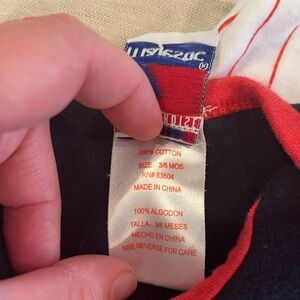 100% COTTON
SIZE: 3/6 MOS
RN# 83604
MADE IN CHINA
100% ALGODON
TALLA: 3/6 MESES
HECHO EN CHINA
SEE REVERSE FOR CARE